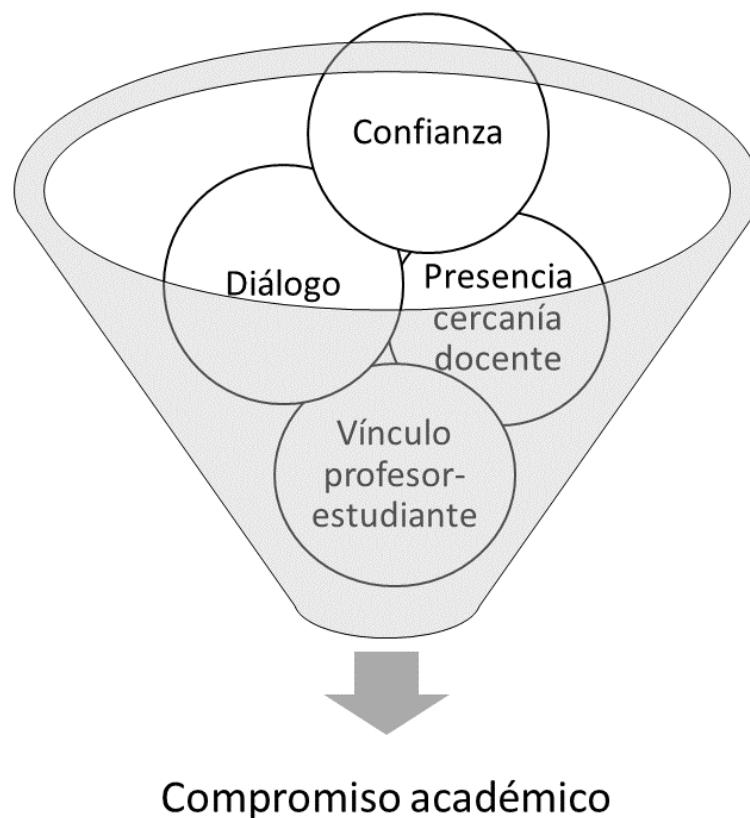 Confianza
Diálogo
Presencia
cercanía
docente
Vínculo
profesor-
estudiante
Compromiso académico